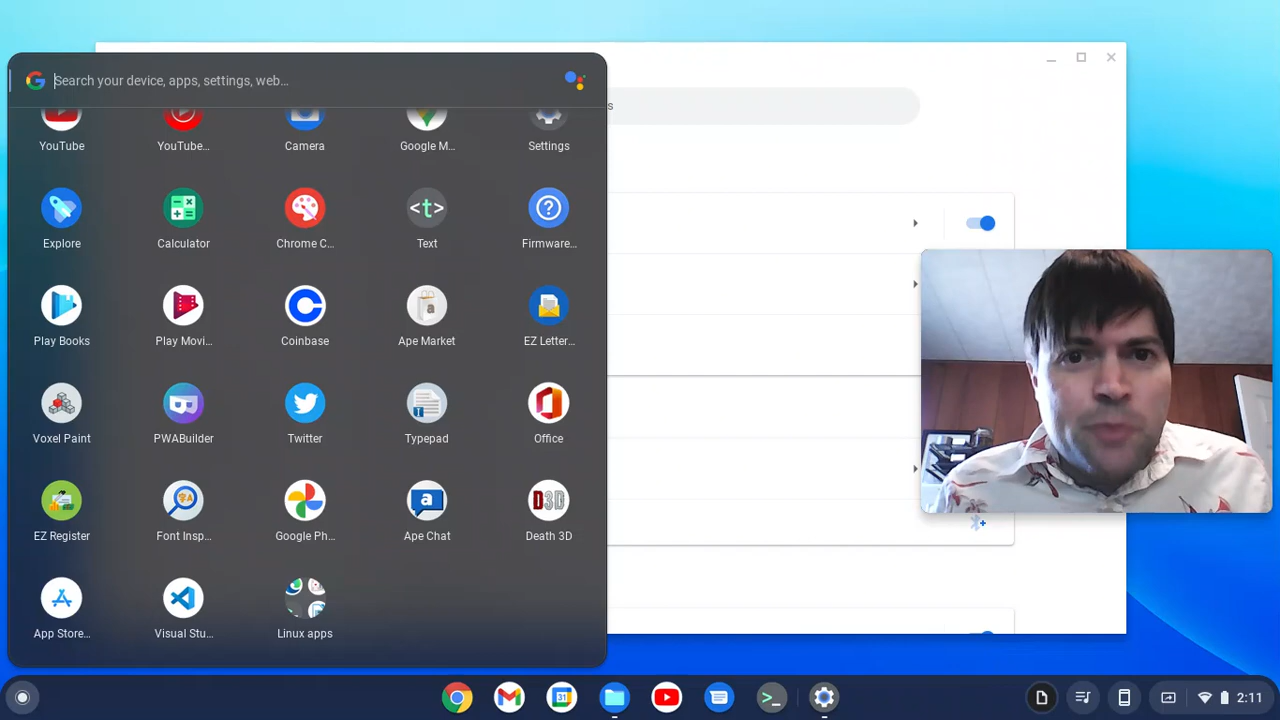 Search your device, apps, settings, web...
s
YouTube
YouTube...
Camera
Google M...
Settings
<t>
Explore
Calculator
Chrome C...
Text
Firmware...
Play Books
Play Movi...
Coinbase
Ape Market
EZ Letter...
Voxel Paint
PWABuilder
Twitter
Typepad
Office
D3D
EZ Register
Font Insp...
Google Ph...
Ape Chat
Death 3D
App Store...
Visual Stu...
Linux apps
31
2:11